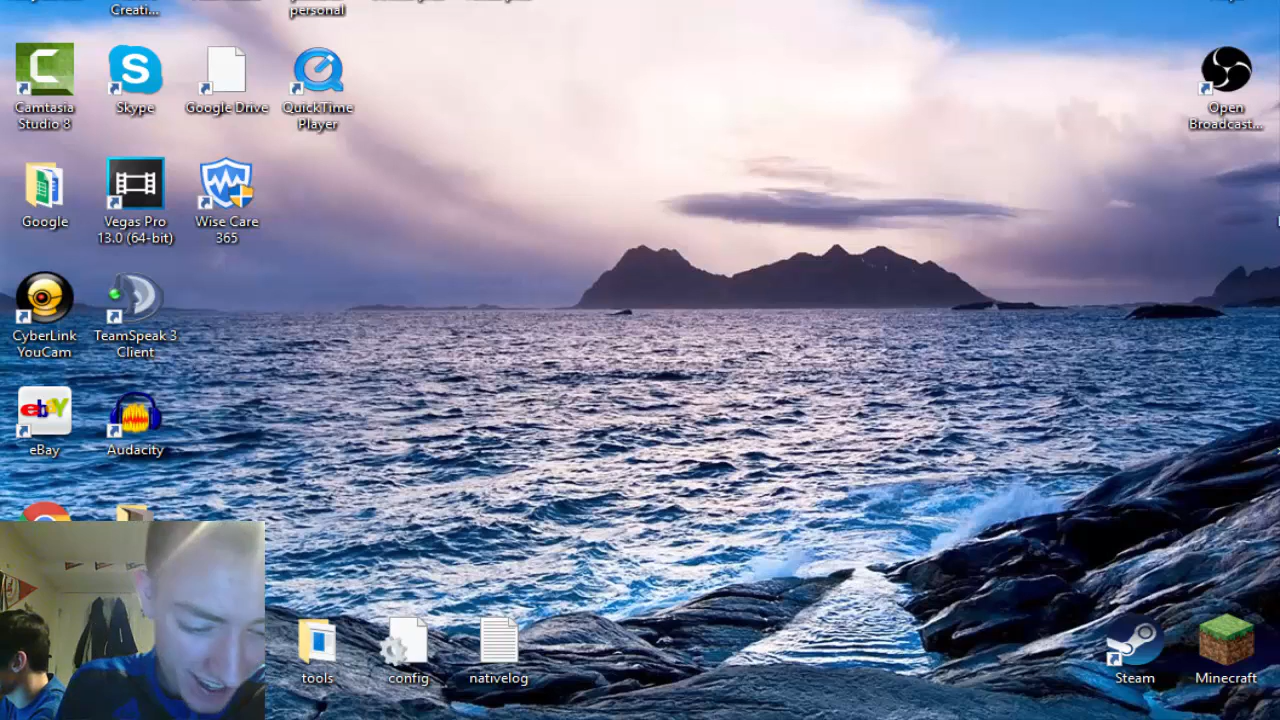 Creati...
personal
Camtasia
Studio 8
Skype
Google Drive
QuickTime
Player
Open
Broadcast...
Google
Vegas Pro
13.0 (64-bit)
Wise Care
365
CyberLink
YouCam
TeamSpeak 3
Client
ebY
eBay
Audacity
tools
config
nativelog
Steam
Minecraft